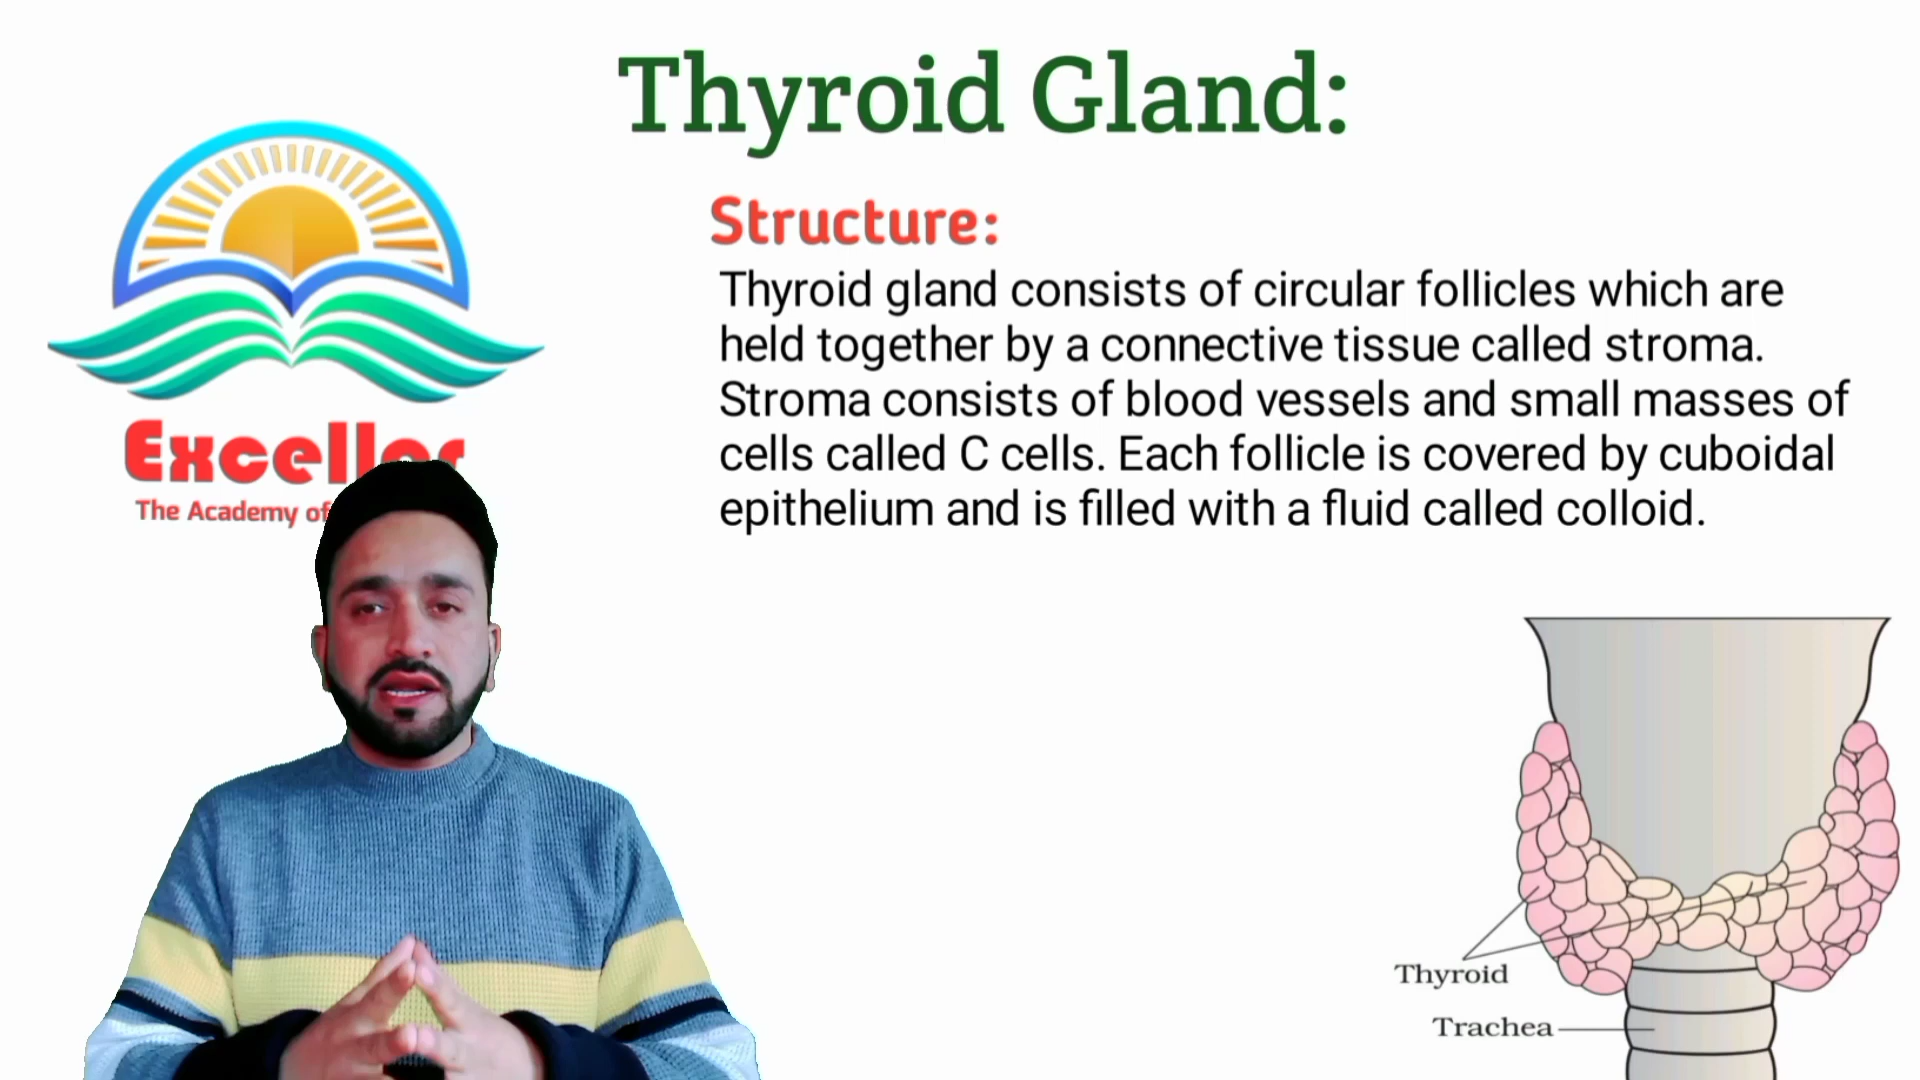 Thyroid Gland:
Structure:
Thyroid gland consists of circular follicles which are
held together by a connective tissue called stroma.
Stroma consists of blood vessels and small masses of
cells called C cells. Each follicle is covered by cuboidal
epithelium and is filled with a fluid called colloid.
The Academy of
Thyroid
Trachea